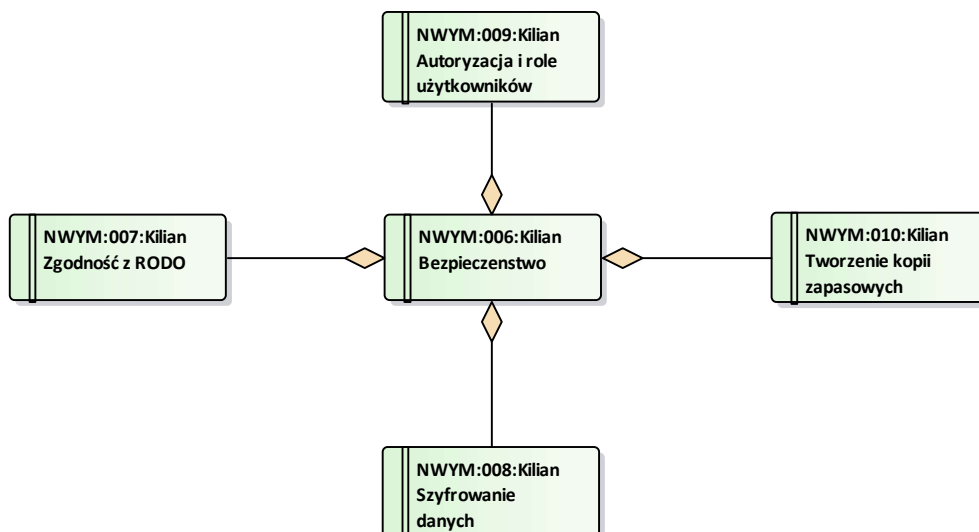 NWYM:009:Kilian
Autoryzacja i role
użytkowników
NWYM:007:Kilian
Zgodność z RODO
NWYM:006:Kilian
Bezpieczenstwo
NWYM:010:Kilian
Tworzenie kopii
zapasowych
NWYM:008:Kilian
Szyfrowanie
danych